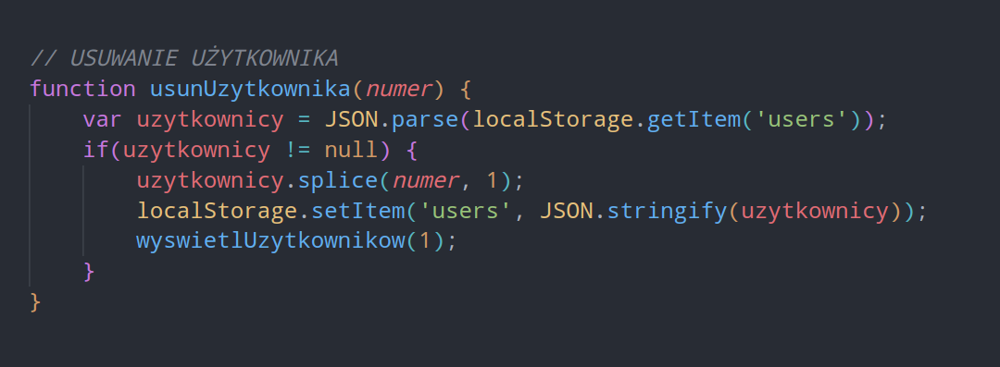 // USUWANIE UŻYTKOWNIKA
function usunUzytkownika(numer) {
    var uzytkownicy = JSON.parse(localStorage.getItem('users'));
    if(uzytkownicy != null) {
        uzytkownicy.splice(numer, 1);
        localStorage.setItem('users', JSON.stringify(uzytkownicy));
        wyswietlUzytkownikow(1);
    }
}